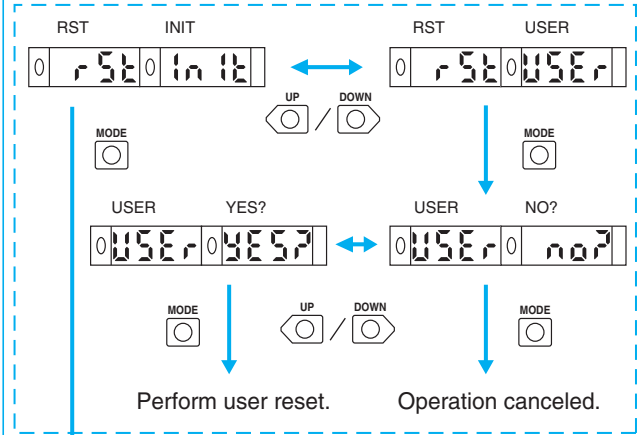 RST INIT RST USER
rSt InIt rSt USEr
UP DOWN
/
MODE MODE
USER YES? USER NO?
USEr YES? USEr no?
MODE UP DOWN MODE
/
Perform user reset. Operation canceled.